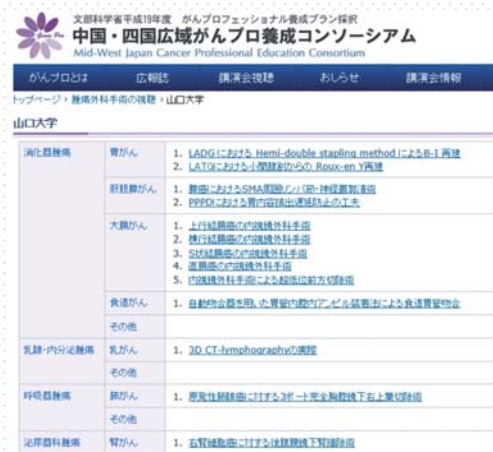 文部科学省平成19年度 がんプロフェッショナル養成プラン採択
中国・四国広域がんプロ養成コンソーシアム
Mid-West Japan Cancer Professional Education Consortium
がんプロとは 広報誌 講演会視聴 おしらせ 講演会情報
トップページ › 腫瘍外科手術の視聴 › 山口大学
山口大学
消化器腫瘍 胃がん 1. LADGにおける Hemi-double stapling method によるB-I 再建
2. LATGにおける小開腹創からの Roux-en Y再建
肝胆膵がん 1. 膵癌におけるSMA周囲リンパ節・神経叢郭清術
2. PPPDにおける胃内容排出遅延防止の工夫
大腸がん 1. 上行結腸癌の内視鏡外科手術
2. 横行結腸癌の内視鏡外科手術
3. S状結腸癌の内視鏡外科手術
4. 直腸癌の内視鏡外科手術
5. 内視鏡外科手術による超低位前方切除術
食道がん 1. 自動吻合器を用いた胃管内腔内アンビル装着法による食道胃管吻合
その他
乳腺・内分泌腫瘍 乳がん 1. 3D CT-lymphographyの実際
その他
呼吸器腫瘍 肺がん 1. 原発性肺癌に対する3ポート完全胸腔鏡下右上葉切除術
その他
泌尿器科腫瘍 腎がん 1. 右腎細胞癌に対する後腹膜鏡下腎摘除術